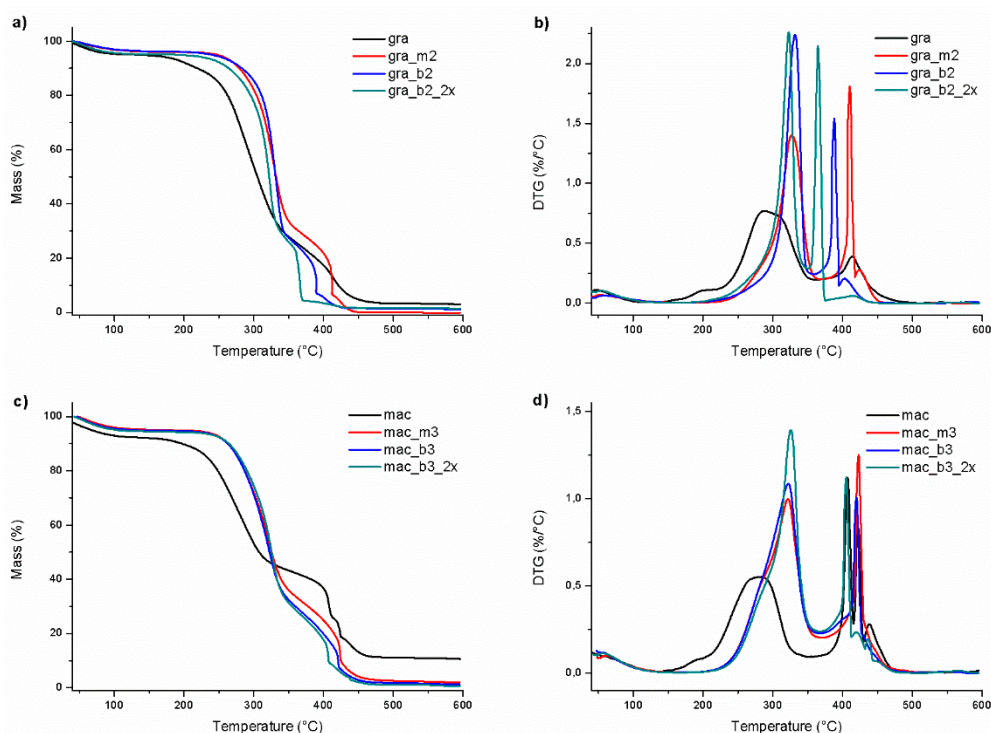 a)
gra
gra_m2
gra_b2
gra_b2_2x
Mass (%)
100
80
60
40
20
0
100 200 300 400 500 600
Temperature (°C)
b)
gra
gra_m2
gra_b2
gra_b2_2x
DTG (%/°C)
2,0
1,5
1,0
0,5
0,0
100 200 300 400 500 600
Temperature (°C)
c)
mac
mac_m3
mac_b3
mac_b3_2x
Mass (%)
100
80
60
40
20
0
100 200 300 400 500 600
Temperature (°C)
d)
mac
mac_m3
mac_b3
mac_b3_2x
DTG (%/°C)
1,5
1,0
0,5
0,0
100 200 300 400 500 600
Temperature (°C)